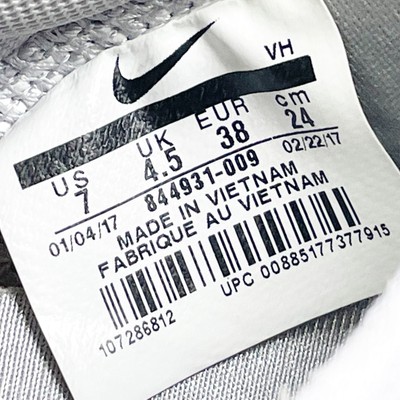 VH
US UK EUR cm
7 4.5 38 24
01/04/17 844931-009 02/22/17
MADE IN VIETNAM
FABRIQUE AU VIETNAM
107286812 UPC 00885177377915